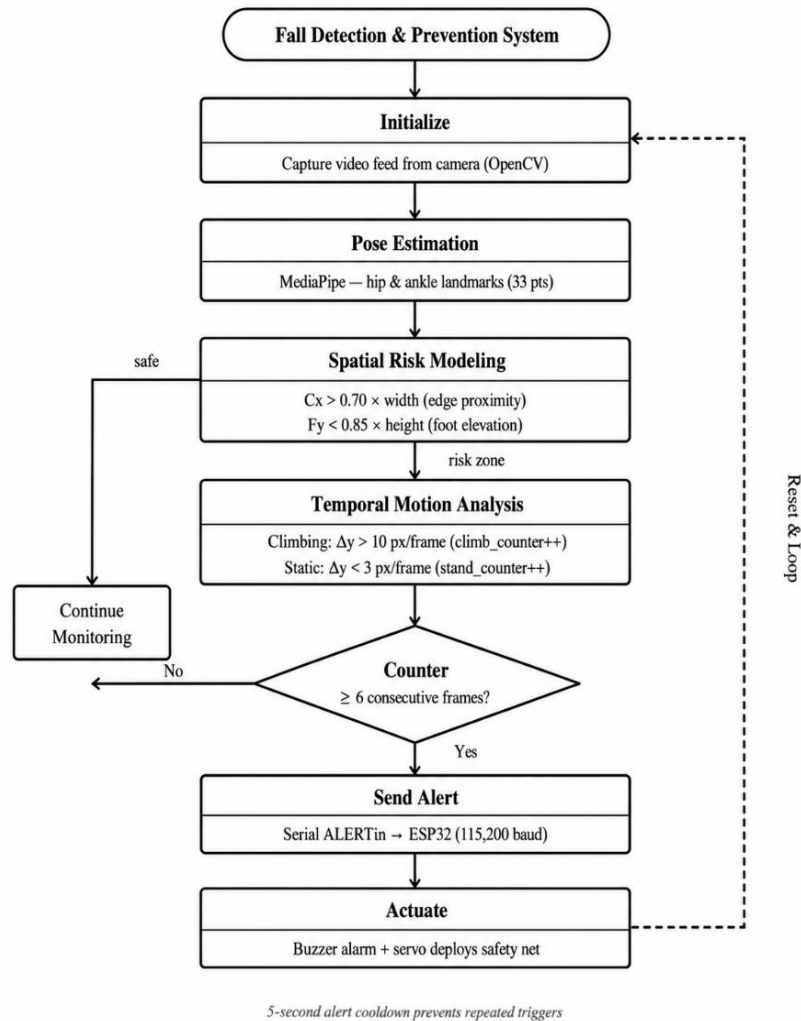 Fall Detection & Prevention System
Initialize
Capture video feed from camera (OpenCV)
Pose Estimation
MediaPipe — hip & ankle landmarks (33 pts)
safe
Spatial Risk Modeling
Cx > 0.70 × width (edge proximity)
Fy < 0.85 × height (foot elevation)
risk zone
Temporal Motion Analysis
Climbing: Δy > 10 px/frame (climb_counter++)
Static: Δy < 3 px/frame (stand_counter++)
Reset & Loop
Continue
Monitoring
No
Counter
≥ 6 consecutive frames?
Yes
Send Alert
Serial ALERTin → ESP32 (115,200 baud)
Actuate
Buzzer alarm + servo deploys safety net
5-second alert cooldown prevents repeated triggers